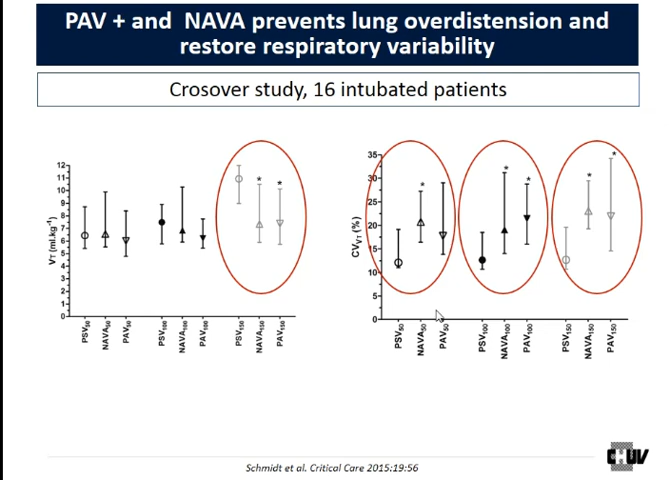 PAV + and NAVA prevents lung overdistension and
restore respiratory variability
Crossover study, 16 intubated patients
VT (ml.kg-1)
12
11
10
9
8
7
6
5
4
3
2
1
0
* *
PSV50
NAVA50
PAV50
PSV100
NAVA100
PAV100
PSV150
NAVA150
PAV150
CVVT (%)
35
30
25
20
15
10
5
0
* * * * *
PSV50
NAVA50
PAV50
PSV100
NAVA100
PAV100
PSV150
NAVA150
PAV150
Schmidt et al. Critical Care 2015:19:56
CHUV